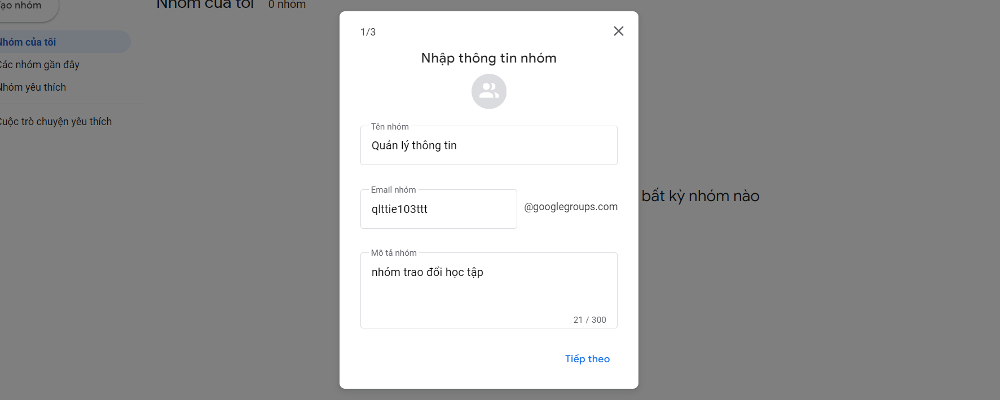 Tạo nhóm
Nhóm của tôi 0 nhóm
Nhóm của tôi
Các nhóm gần đây
Nhóm yêu thích
Cuộc trò chuyện yêu thích
bất kỳ nhóm nào
1/3
Nhập thông tin nhóm
Tên nhóm
Quản lý thông tin
Email nhóm
qlttie103ttt
@googlegroups.com
Mô tả nhóm
nhóm trao đổi học tập
21 / 300
Tiếp theo